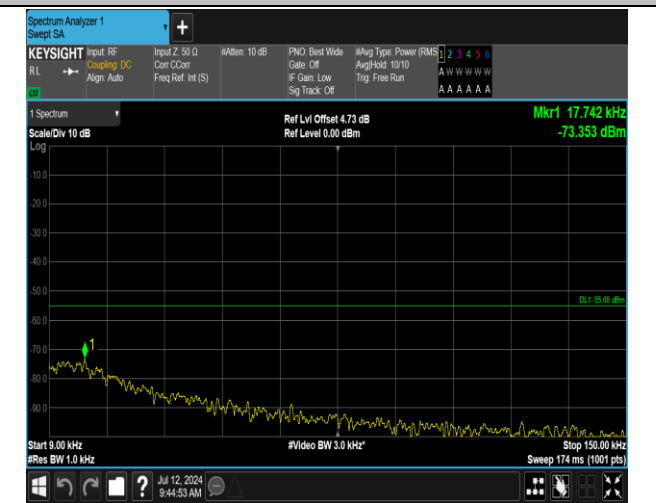 Spectrum Analyzer 1
Swept SA
+
KEYSIGHT Input: RF Input Z: 50 Ω #Atten: 10 dB PNO: Best Wide #Avg Type: Power (RMS 1 2 3 4 5 6
RL Coupling: DC Corr CCorr Gate: Off Avg|Hold: 10/10 A W W W W W
Align: Auto Freq Ref: Int (S) IF Gain: Low Trig: Free Run
Sig Track: Off A A A A A A
1 Spectrum Ref Lvl Offset 4.73 dB Mkr1 17.742 kHz
Scale/Div 10 dB Ref Level 0.00 dBm -73.353 dBm
Log
-10.0
-20.0
-30.0
-40.0
-50.0
DL1 -55.00 dBm
-60.0
1
-70.0
-80.0
-90.0
Start 9.00 kHz #Video BW 3.0 kHz* Stop 150.00 kHz
#Res BW 1.0 kHz Sweep 174 ms (1001 pts)
? Jul 12, 2024
9:44:53 AM